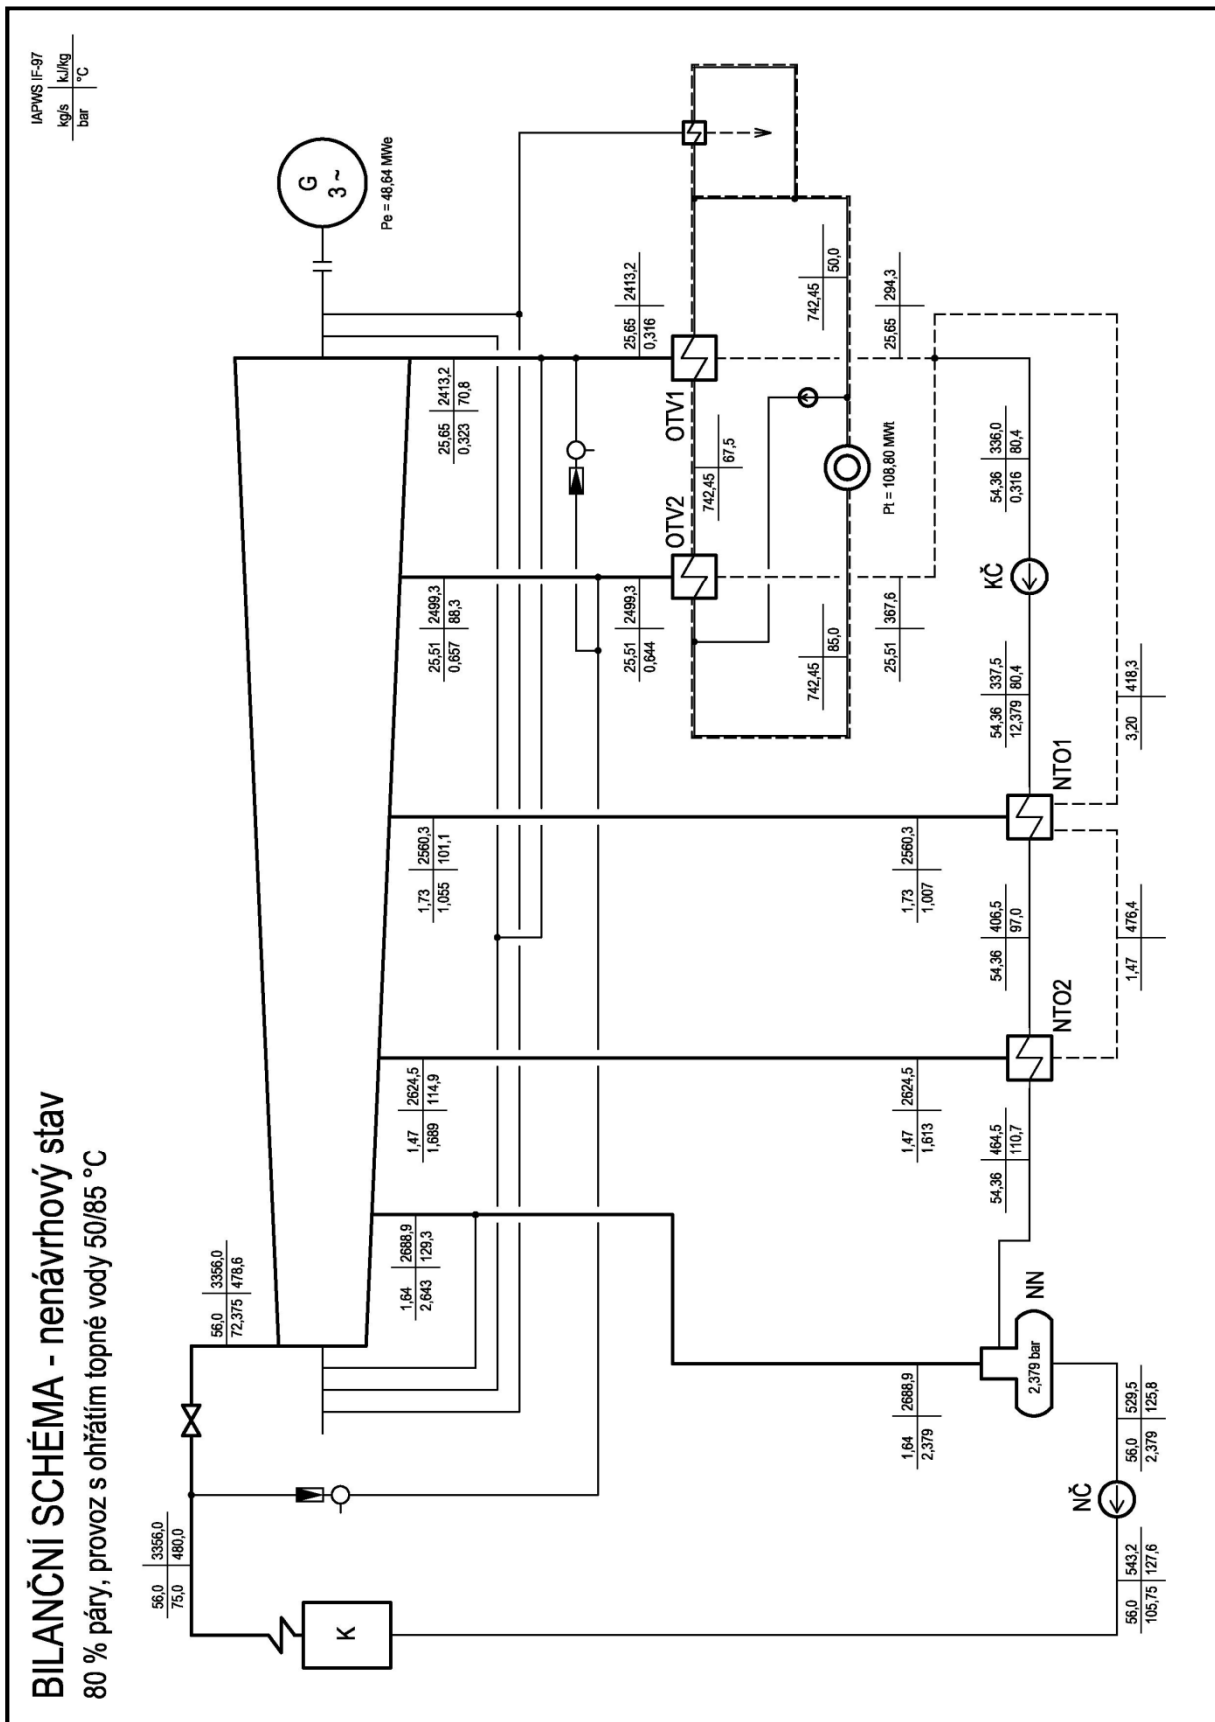 BILANČNÍ SCHÉMA - nenávrhový stav
80 % páry, provoz s ohřátím topné vody 50/85 °C
IAPWS IF-97
kg/s kJ/kg
bar °C
56,0 3356,0
75,0 480,0
56,0 3356,0
72,375 478,6
G
3 ~
Pe = 48,64 MWe
K
1,64 2688,9
2,643 129,3
1,47 2624,5
1,689 114,9
1,73 2560,3
1,055 101,1
25,51 2499,3
0,657 88,3
25,65 2413,2
0,323 70,8
25,51 2499,3
0,644
25,65 2413,2
0,316
OTV2
OTV1
742,45
67,5
742,45
85,0
742,45
50,0
Pt = 108,80 MWt
25,51 367,6
25,65 294,3
1,64 2688,9
2,379
1,47 2624,5
1,613
1,73 2560,3
1,007
54,36 464,5
110,7
54,36 406,5
97,0
54,36 337,5
12,379 80,4
KČ
54,36 336,0
0,316 80,4
2,379 bar
NN
NTO2
NTO1
NČ
56,0 543,2
105,75 127,6
56,0 529,5
2,379 125,8
1,47 476,4
3,20 418,3